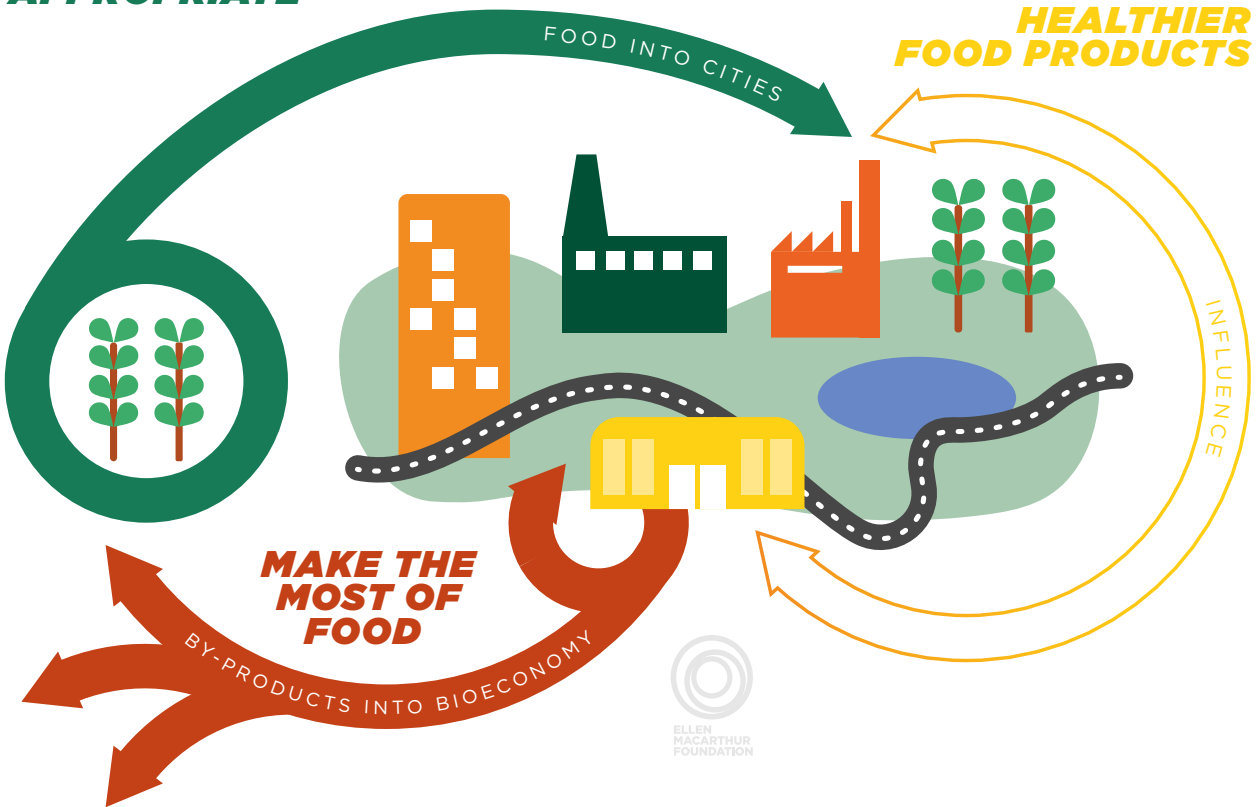 APPROPRIATE
HEALTHIER
FOOD PRODUCTS
FOOD INTO CITIES
INFLUENCE
MAKE THE
MOST OF
FOOD
BY-PRODUCTS INTO BIOECONOMY
ELLEN
MACARTHUR
FOUNDATION